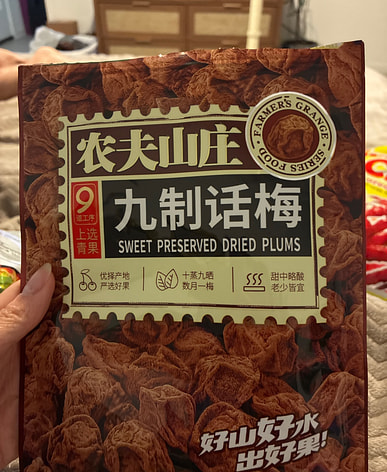 农夫山庄
FARMER'S GRANGE
SERIES FOOD
9
道工序
上选
青果
九制话梅
SWEET PRESERVED DRIED PLUMS
优择产地
严选好果
十蒸九晒
数月一梅
甜中略酸
老少皆宜
好山好水
出好果!